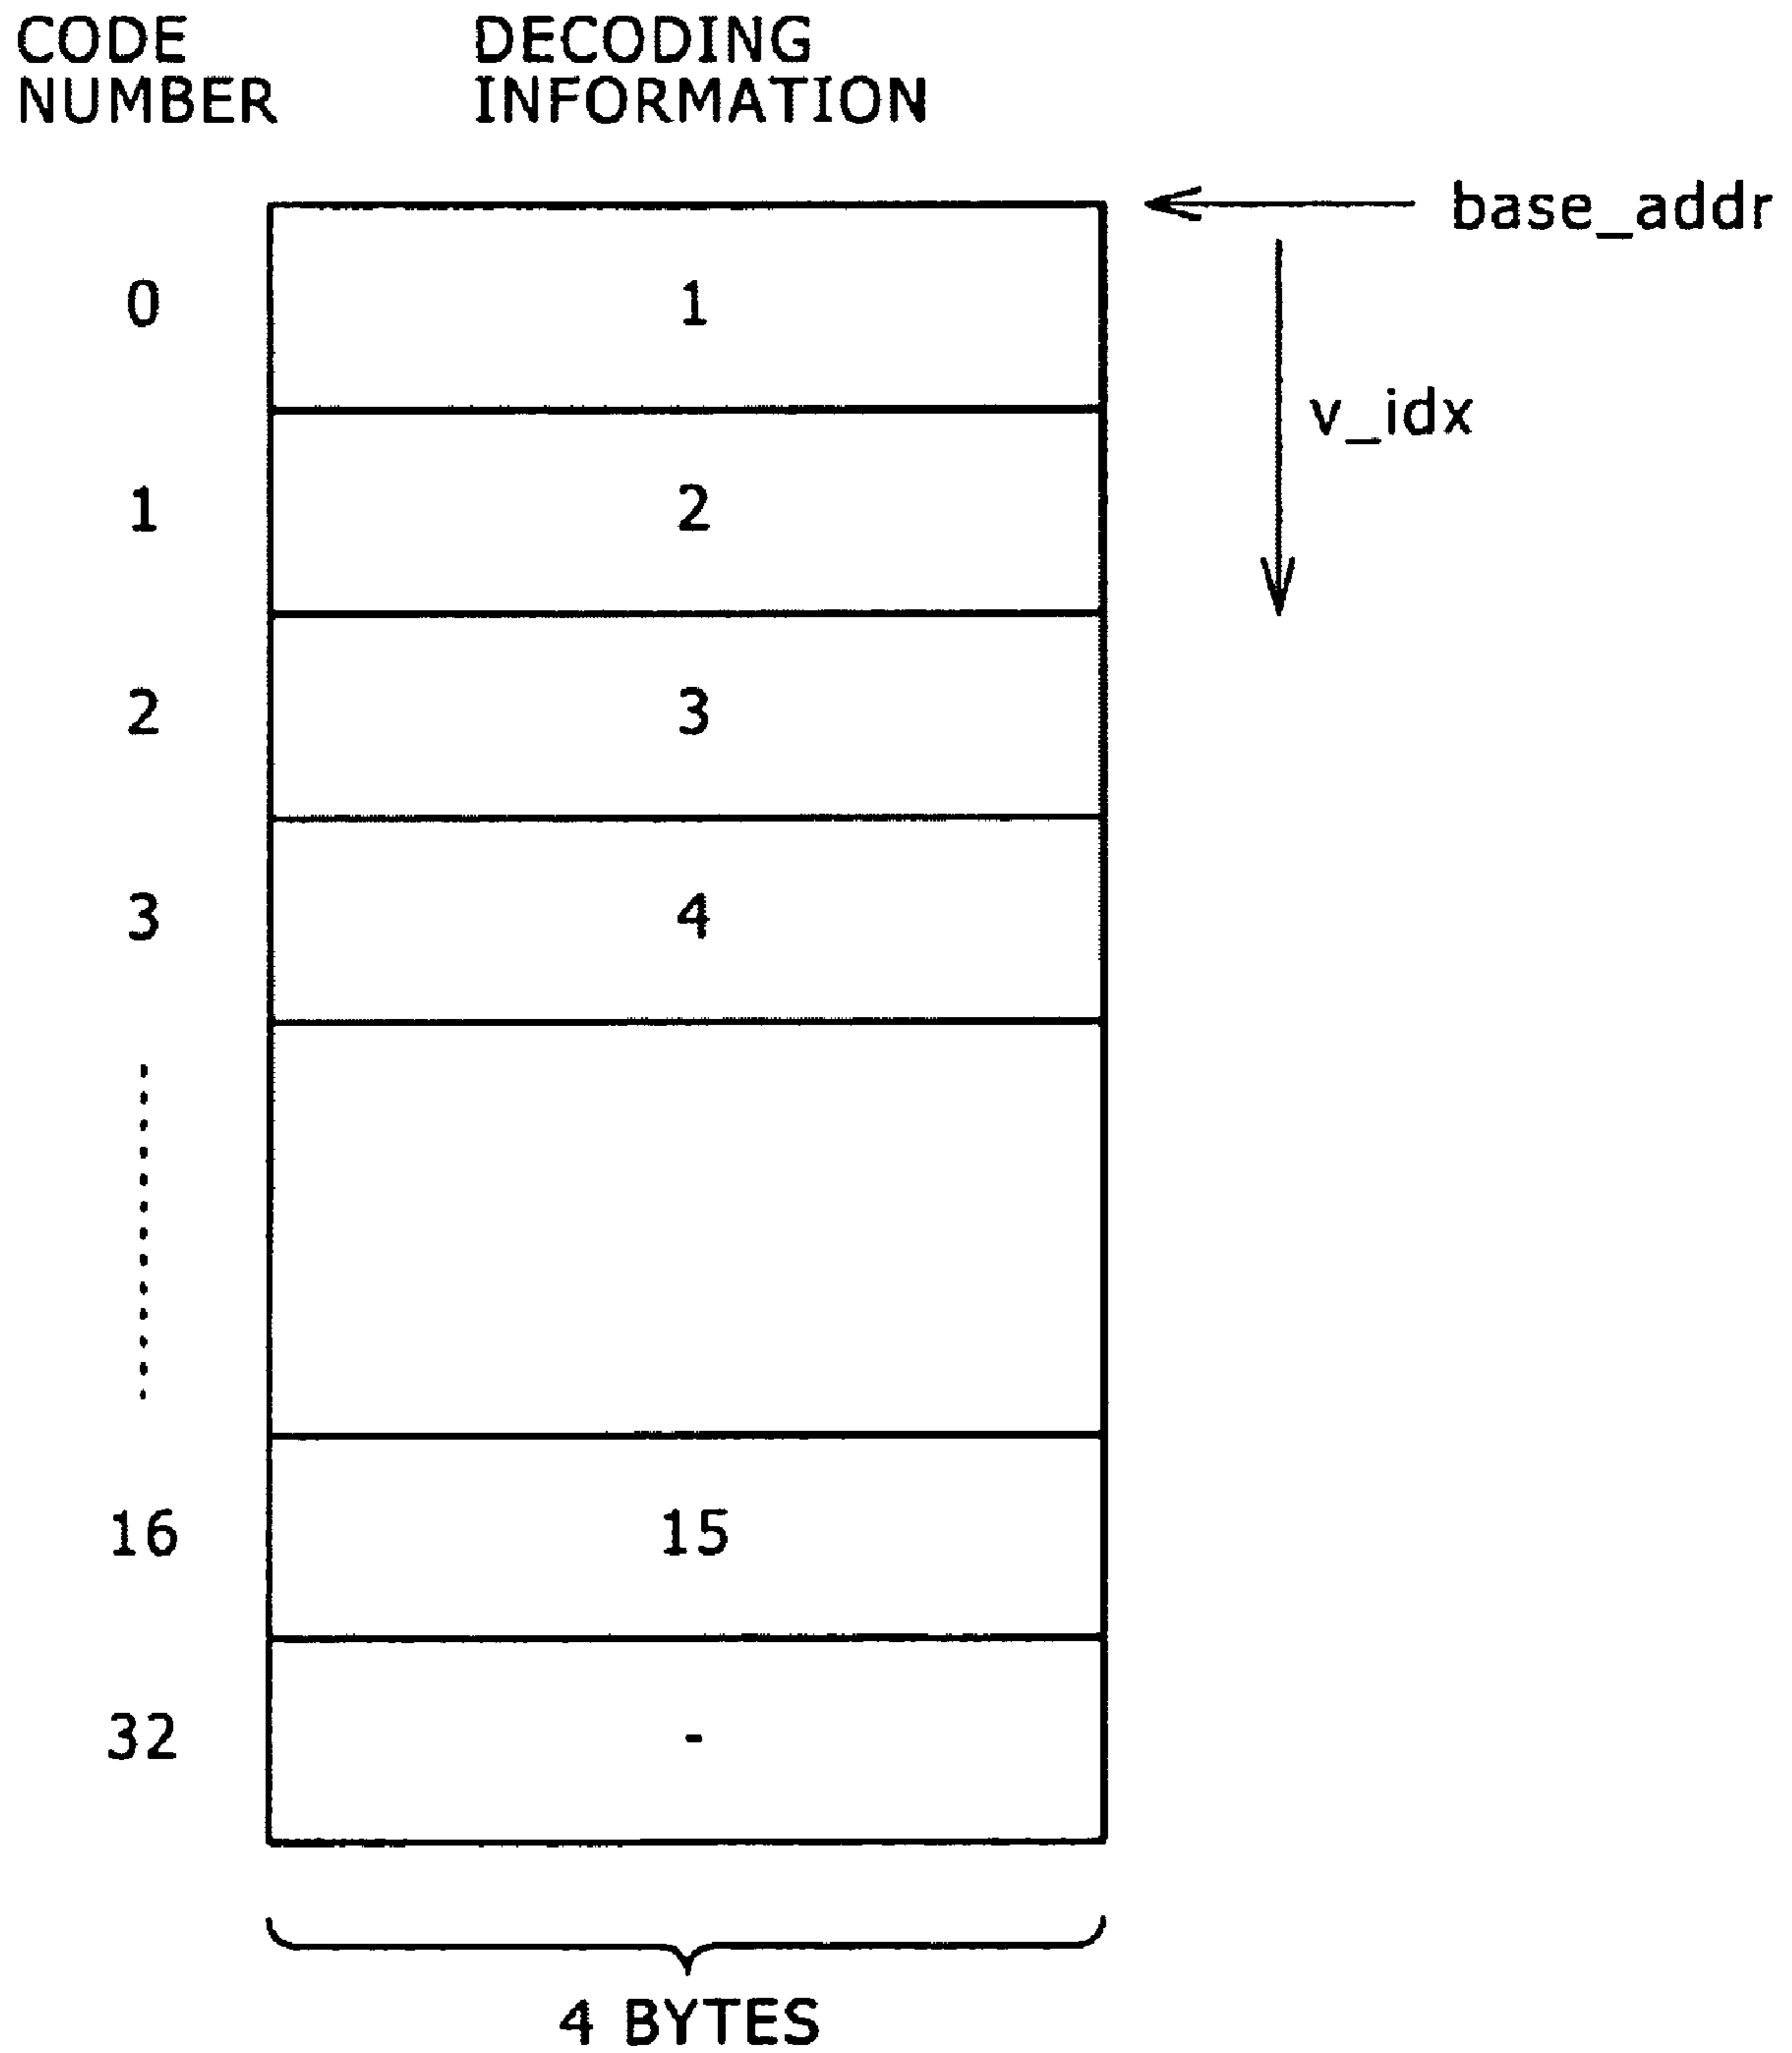 CODE NUMBER
DECODING INFORMATION
base_addr
0 1
v_idx
1 2
2 3
3 4
16 15
32 -
4 BYTES